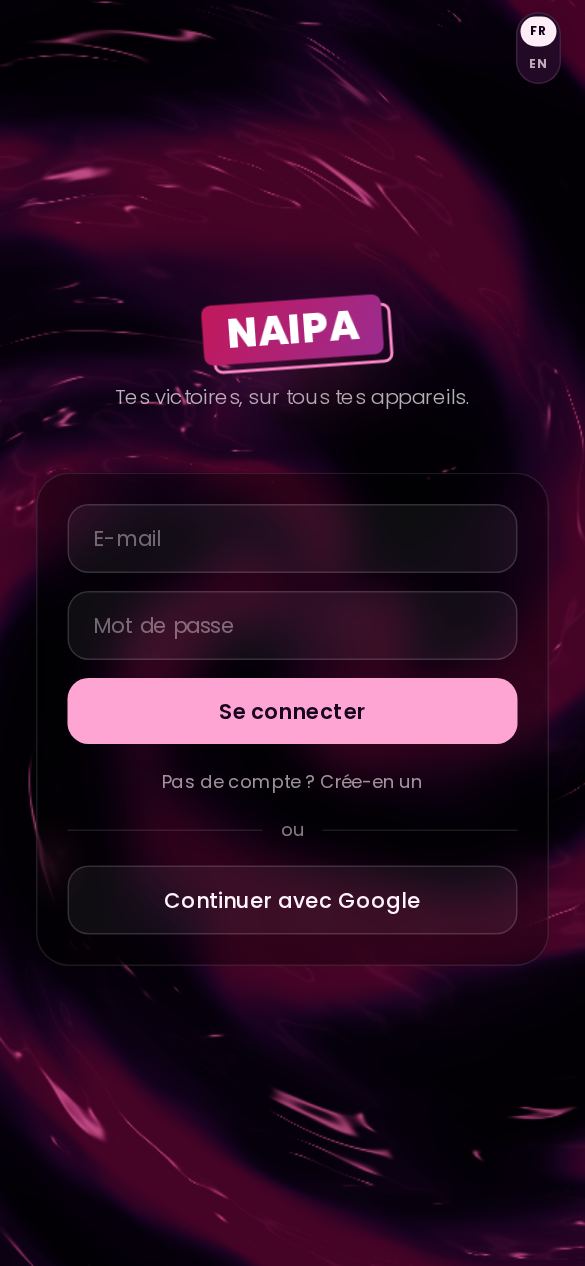 FR
EN
NAIPA
Tes victoires, sur tous tes appareils.
E-mail
Mot de passe
Se connecter
Pas de compte ? Crée-en un
ou
Continuer avec Google